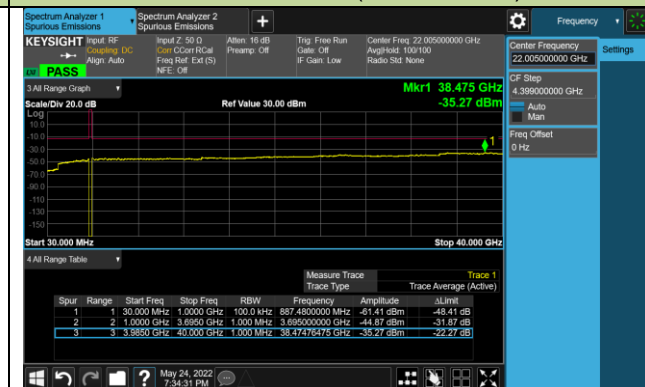 Spectrum Analyzer 1
Spurious Emissions
Spectrum Analyzer 2
Spurious Emissions
+
Frequency
KEYSIGHT
Input: RF
Coupling: DC
Align: Auto
Input Z: 50 Ω
Corr CCorr RCal
Freq Ref: Ext (S)
NFE: Off
Atten: 16 dB
Preamp: Off
Trig: Free Run
Gate: Off
IF Gain: Low
Center Freq: 22.005000000 GHz
Avg|Hold: 100/100
Radio Std: None
LXI PASS
Center Frequency
22.005000000 GHz
Settings
CF Step
4.399000000 GHz
Auto
Man
Freq Offset
0 Hz
3 All Range Graph
Mkr1 38.475 GHz
Scale/Div 20.0 dB
Ref Value 30.00 dBm
-35.27 dBm
Log
10.0
-10.0
-30.0
-50.0
-70.0
-90.0
-110
-130
-150
1
Start 30.000 MHz
Stop 40.000 GHz
4 All Range Table
Measure Trace Trace 1
Trace Type Trace Average (Active)
Spur Range Start Freq Stop Freq RBW Frequency Amplitude ΔLimit
1 1 30.000 MHz 1.0000 GHz 100.0 kHz 887.4800000 MHz -61.41 dBm -48.41 dB
2 2 1.0000 GHz 3.6950 GHz 1.000 MHz 3.695000000 GHz -44.87 dBm -31.87 dB
3 3 3.9850 GHz 40.000 GHz 1.000 MHz 38.47476475 GHz -35.27 dBm -22.27 dB
?
May 24, 2022
7:34:31 PM